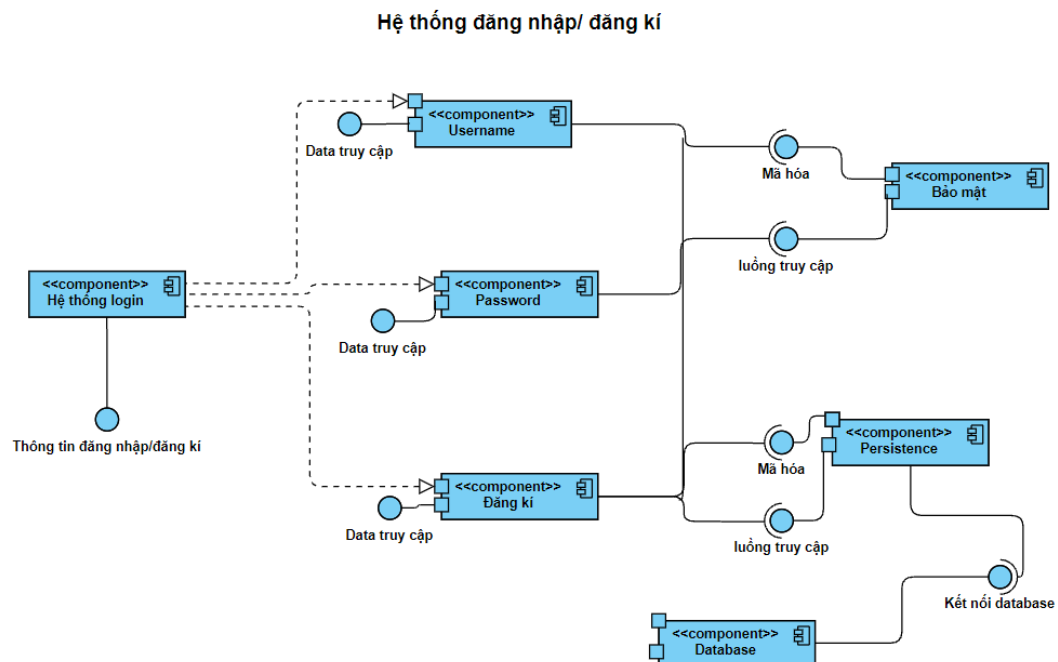 Hệ thống đăng nhập/ đăng kí
<<component>>
Username
Data truy cập
Mã hóa
<<component>>
Bảo mật
luồng truy cập
<<component>>
Hệ thống login
<<component>>
Password
Data truy cập
Thông tin đăng nhập/đăng kí
<<component>>
Persistence
Mã hóa
<<component>>
Đăng kí
Data truy cập
luồng truy cập
Kết nối database
<<component>>
Database